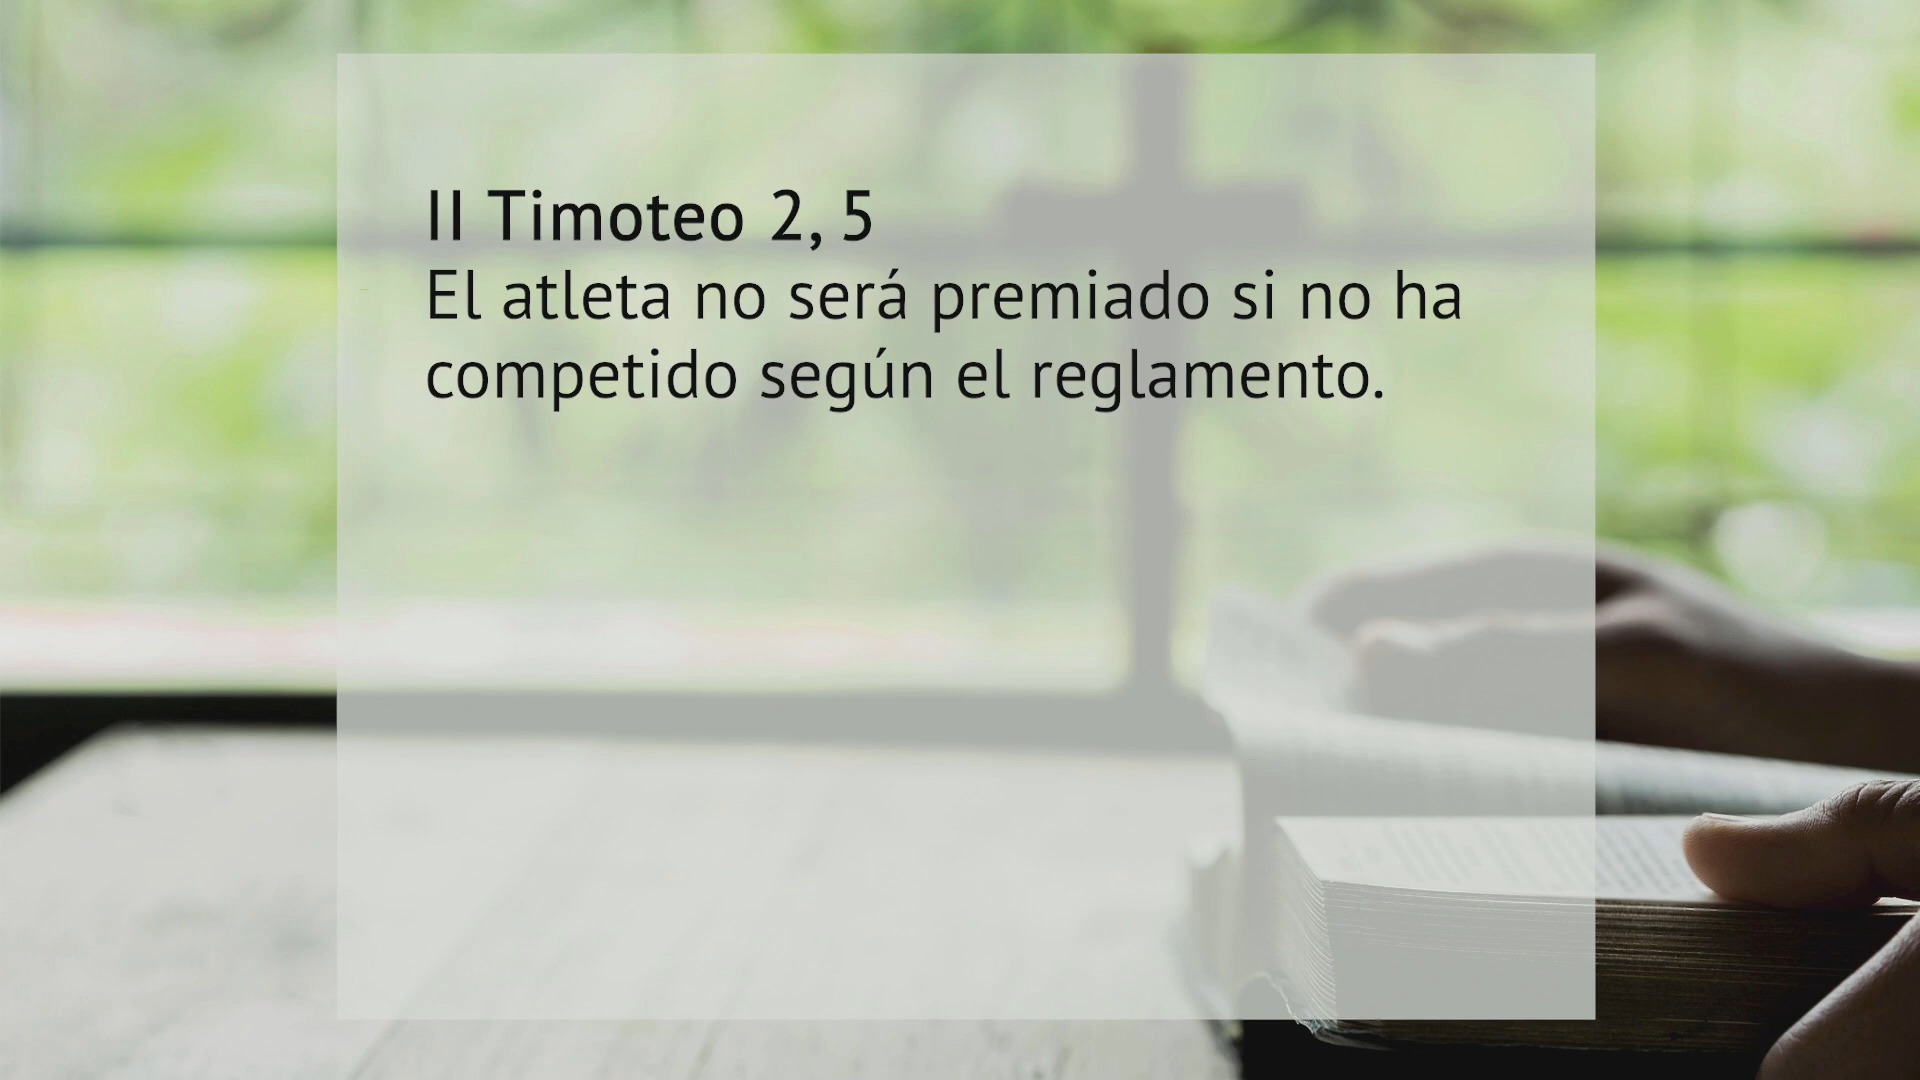 II Timoteo 2, 5
El atleta no será premiado si no ha
competido según el reglamento.